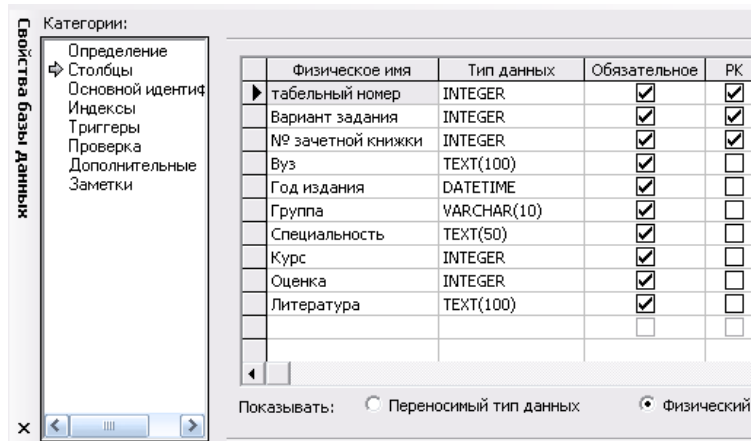 Свойства базы данных
Категории:
Определение
Столбцы
Основной идентиф
Индексы
Триггеры
Проверка
Дополнительные
Заметки
Физическое имя Тип данных Обязательное PK
табельный номер INTEGER
Вариант задания INTEGER
№ зачетной книжки INTEGER
Вуз TEXT(100)
Год издания DATETIME
Группа VARCHAR(10)
Специальность TEXT(50)
Курс INTEGER
Оценка INTEGER
Литература TEXT(100)
Показывать: Переносимый тип данных Физический